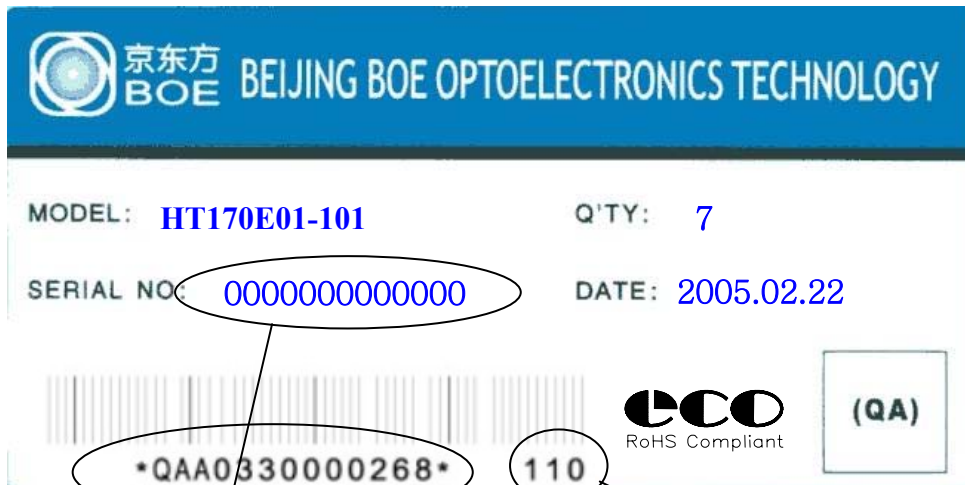 京东方
BOE BEIJING BOE OPTOELECTRONICS TECHNOLOGY
MODEL: HT170E01-101 Q'TY: 7
SERIAL NO: 0000000000000 DATE: 2005.02.22
eco
RoHS Compliant
(QA)
*QAA0330000268* 110